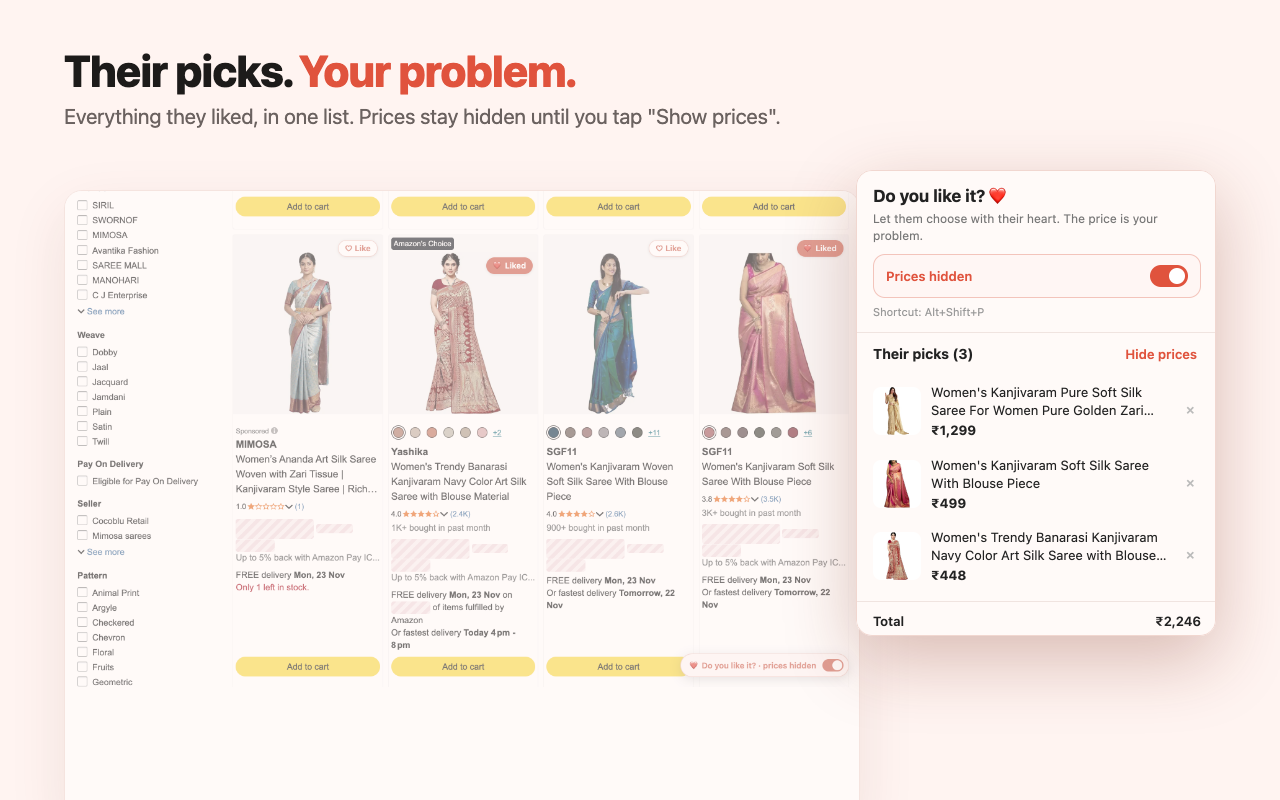 Their picks. Your problem.
Everything they liked, in one list. Prices stay hidden until you tap "Show prices".
SIRIL
SWORNOF
MIMOSA
Avantika Fashion
SAREE MALL
MANOHARI
C J Enterprise
See more
Weave
Dobby
Jaal
Jacquard
Jamdani
Plain
Satin
Twill
Pay On Delivery
Eligible for Pay On Delivery
Seller
Cocoblu Retail
Mimosa sarees
See more
Pattern
Animal Print
Argyle
Checkered
Chevron
Floral
Fruits
Geometric
Add to cart
Add to cart
Add to cart
Add to cart
Like
Sponsored
MIMOSA
Women's Ananda Art Silk Saree
Woven with Zari Tissue |
Kanjivaram Style Saree | Rich...
1.0 (1)
Up to 5% back with Amazon Pay IC...
FREE delivery Mon, 23 Nov
Only 1 left in stock.
Add to cart
Amazon's Choice
Liked
+2
Yashika
Women's Trendy Banarasi
Kanjivaram Navy Color Art Silk
Saree with Blouse Material
4.0 (2.4K)
1K+ bought in past month
Up to 5% back with Amazon Pay IC...
FREE delivery Mon, 23 Nov on
of items fulfilled by
Amazon
Or fastest delivery Today 4 pm -
8 pm
Add to cart
Like
+11
SGF11
Women's Kanjivaram Woven
Soft Silk Saree With Blouse
Piece
4.0 (2.6K)
900+ bought in past month
FREE delivery Mon, 23 Nov
Or fastest delivery Tomorrow, 22
Nov
Add to cart
Liked
+6
SGF11
Women's Kanjivaram Soft Silk
Saree With Blouse Piece
3.8 (3.5K)
3K+ bought in past month
Up to 5% back with Amazon Pay IC...
FREE delivery Mon, 23 Nov
Or fastest delivery Tomorrow, 22
Nov
Do you like it? · prices hidden
Do you like it? ❤️
Let them choose with their heart. The price is your
problem.
Prices hidden
Shortcut: Alt+Shift+P
Their picks (3)
Hide prices
Women's Kanjivaram Pure Soft Silk
Saree For Women Pure Golden Zari...
₹1,299
×
Women's Kanjivaram Soft Silk Saree
With Blouse Piece
₹499
×
Women's Trendy Banarasi Kanjivaram
Navy Color Art Silk Saree with Blouse...
₹448
×
Total ₹2,246